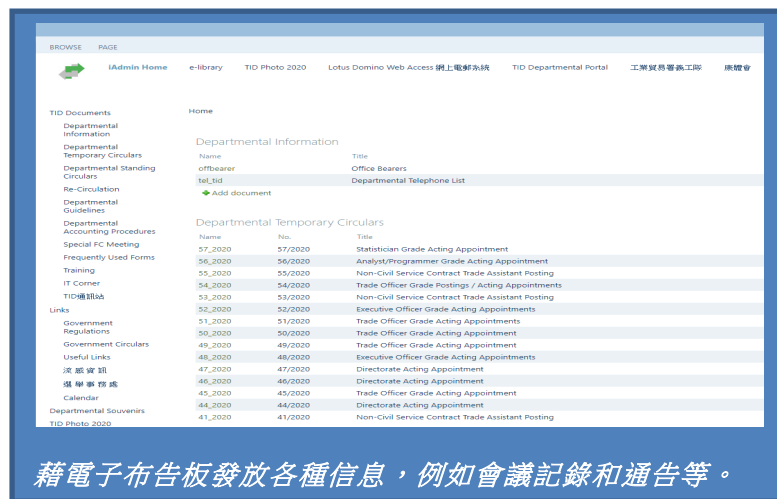 BROWSE PAGE
iAdmin Home e-library TID Photo 2020 Lotus Domino Web Access 網上電郵系統 TID Departmental Portal 工業貿易署義工隊 康體會
TID Documents
Departmental
Information
Departmental
Temporary Circulars
Departmental Standing
Circulars
Re-Circulation
Departmental
Guidelines
Departmental
Accounting Procedures
Special FC Meeting
Frequently Used Forms
Training
IT Corner
TID通訊站
Links
Government
Regulations
Government Circulars
Useful Links
流感資訊
選舉事務處
Calendar
Departmental Souvenirs
TID Photo 2020
Home
Departmental Information
Name Title
offbearer Office Bearers
tel_tid Departmental Telephone List
Add document
Departmental Temporary Circulars
Name No. Title
57_2020 57/2020 Statistician Grade Acting Appointment
56_2020 56/2020 Analyst/Programmer Grade Acting Appointment
55_2020 55/2020 Non-Civil Service Contract Trade Assistant Posting
54_2020 54/2020 Trade Officer Grade Postings / Acting Appointments
53_2020 53/2020 Non-Civil Service Contract Trade Assistant Posting
52_2020 52/2020 Executive Officer Grade Acting Appointments
51_2020 51/2020 Trade Officer Grade Acting Appointments
50_2020 50/2020 Trade Officer Grade Acting Appointment
49_2020 49/2020 Trade Officer Grade Acting Appointment
48_2020 48/2020 Executive Officer Grade Acting Appointments
47_2020 47/2020 Directorate Acting Appointment
46_2020 46/2020 Directorate Acting Appointment
45_2020 45/2020 Trade Officer Grade Acting Appointment
44_2020 44/2020 Directorate Acting Appointment
41_2020 41/2020 Non-Civil Service Contract Trade Assistant Posting
藉電子布告板發放各種信息，例如會議記錄和通告等。